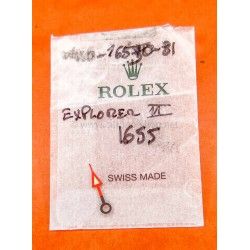 ROLEX
EXPLORER II
1655
SWISS MADE